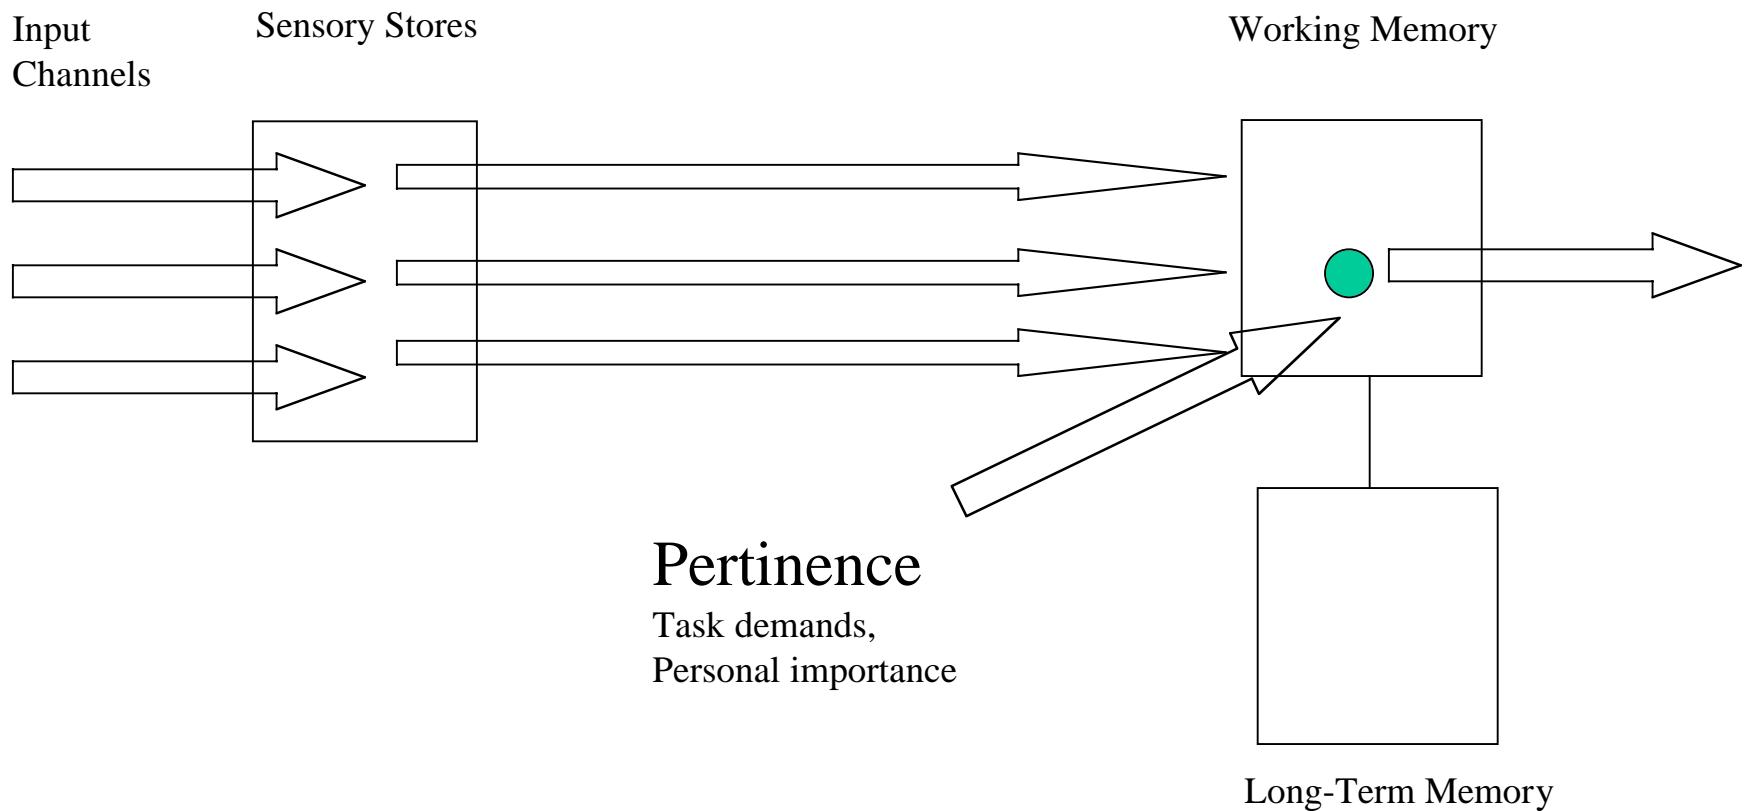 Input
Channels
Sensory Stores
Working Memory
Pertinence
Task demands,
Personal importance
Long-Term Memory